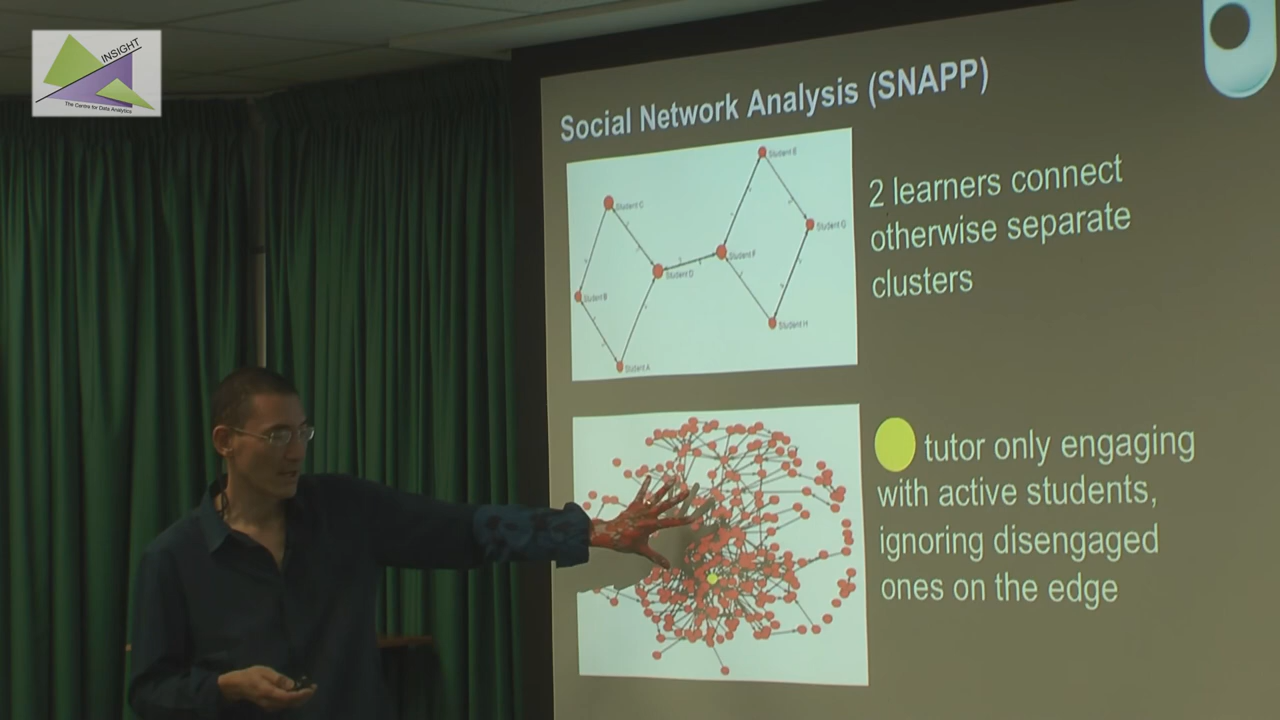 INSIGHT
The Centre for Data Analytics
Social Network Analysis (SNAPP)
Student E
Student C
Student G
Student F
Student D
Student B
Student H
Student A
2 learners connect
otherwise separate
clusters
tutor only engaging
with active students,
ignoring disengaged
ones on the edge